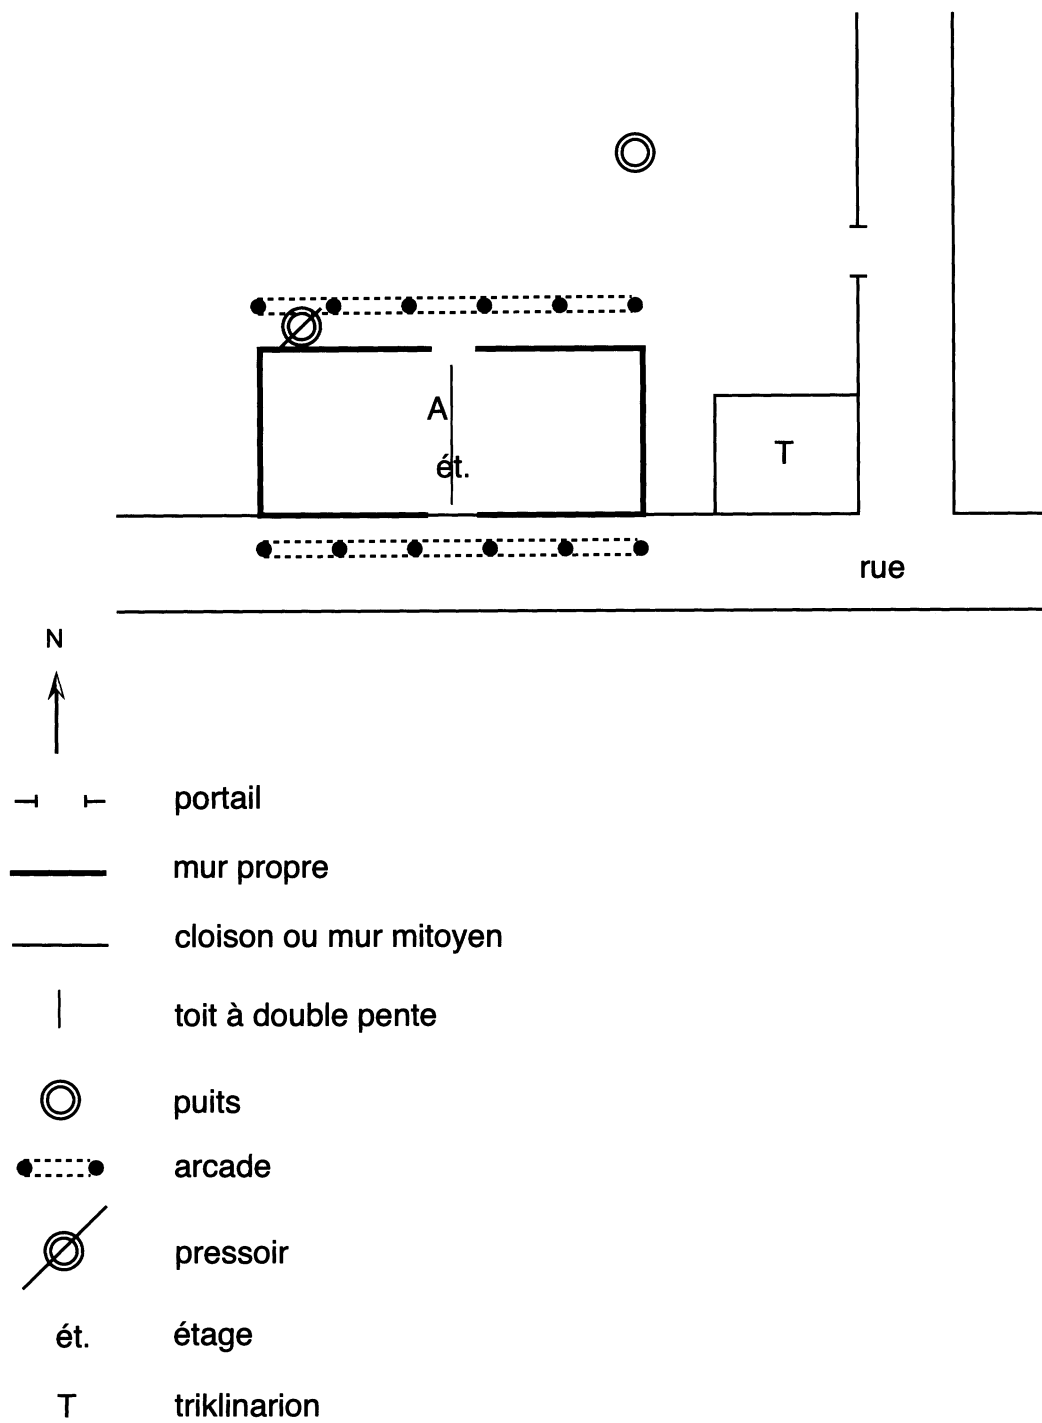 A
ét.
T
rue
N
portail
mur propre
cloison ou mur mitoyen
toit à double pente
puits
arcade
pressoir
ét. étage
T triklinarion